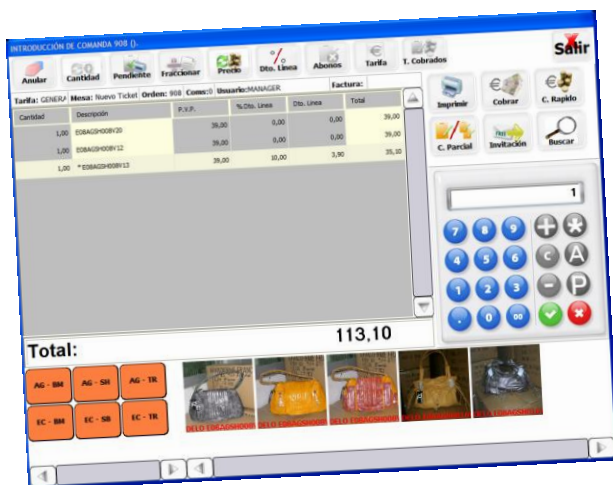 INTRODUCCIÓN DE COMANDA 908 ().
Anular
Cantidad
Pendiente
Fraccionar
Precio
Dto. Linea
Abonos
Tarifa
T. Cobrados
Salir
Tarifa: GENERA Mesa: Nuevo Ticket Orden: 908 Coms:0 Usuario:MANAGER Factura:
Cantidad Descripción P.V.P. %Dto. Linea Dto. Linea Total
1,00 E08AGSH008V20 39,00 0,00 0,00 39,00
1,00 E08AGSH008V12 39,00 0,00 0,00 39,00
1,00 *E08AGSH008V13 39,00 10,00 3,90 35,10
Total: 113,10
Imprimir
Cobrar
C. Rapido
C. Parcial
Invitación
Buscar
1
7 8 9
4 5 6 C A
1 2 3 P
. 0 00
AG - BM
AG - SH
AG - TR
EC - BM
EC - SB
EC - TR